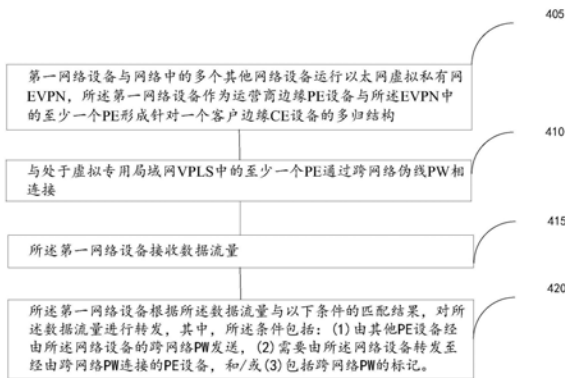 405
第一网络设备与网络中的多个其他网络设备运行以太网虚拟私有网
EVPN，所述第一网络设备作为运营商边缘PE设备与所述EVPN中
的至少一个PE形成针对一个客户边缘CE设备的多归结构
410
与处于虚拟专用局域网VPLS中的至少一个PE通过跨网络伪线PW相
连接
415
所述第一网络设备接收数据流量
420
所述第一网络设备根据所述数据流量与以下条件的匹配结果，对所
述数据流量进行转发，其中，所述条件包括：(1)由其他PE设备经
由所述网络设备的跨网络PW发送，(2)需要由所述网络设备转发至
经由跨网络PW连接的PE设备，和/或(3)包括跨网络PW的标记。